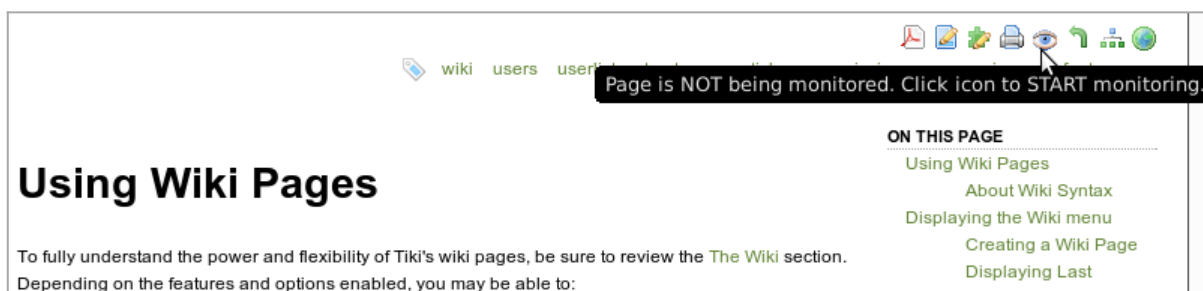 wiki users
Page is NOT being monitored. Click icon to START monitoring.
ON THIS PAGE
Using Wiki Pages
About Wiki Syntax
Displaying the Wiki menu
Creating a Wiki Page
Displaying Last
Using Wiki Pages
To fully understand the power and flexibility of Tiki's wiki pages, be sure to review the The Wiki section.
Depending on the features and options enabled, you may be able to: